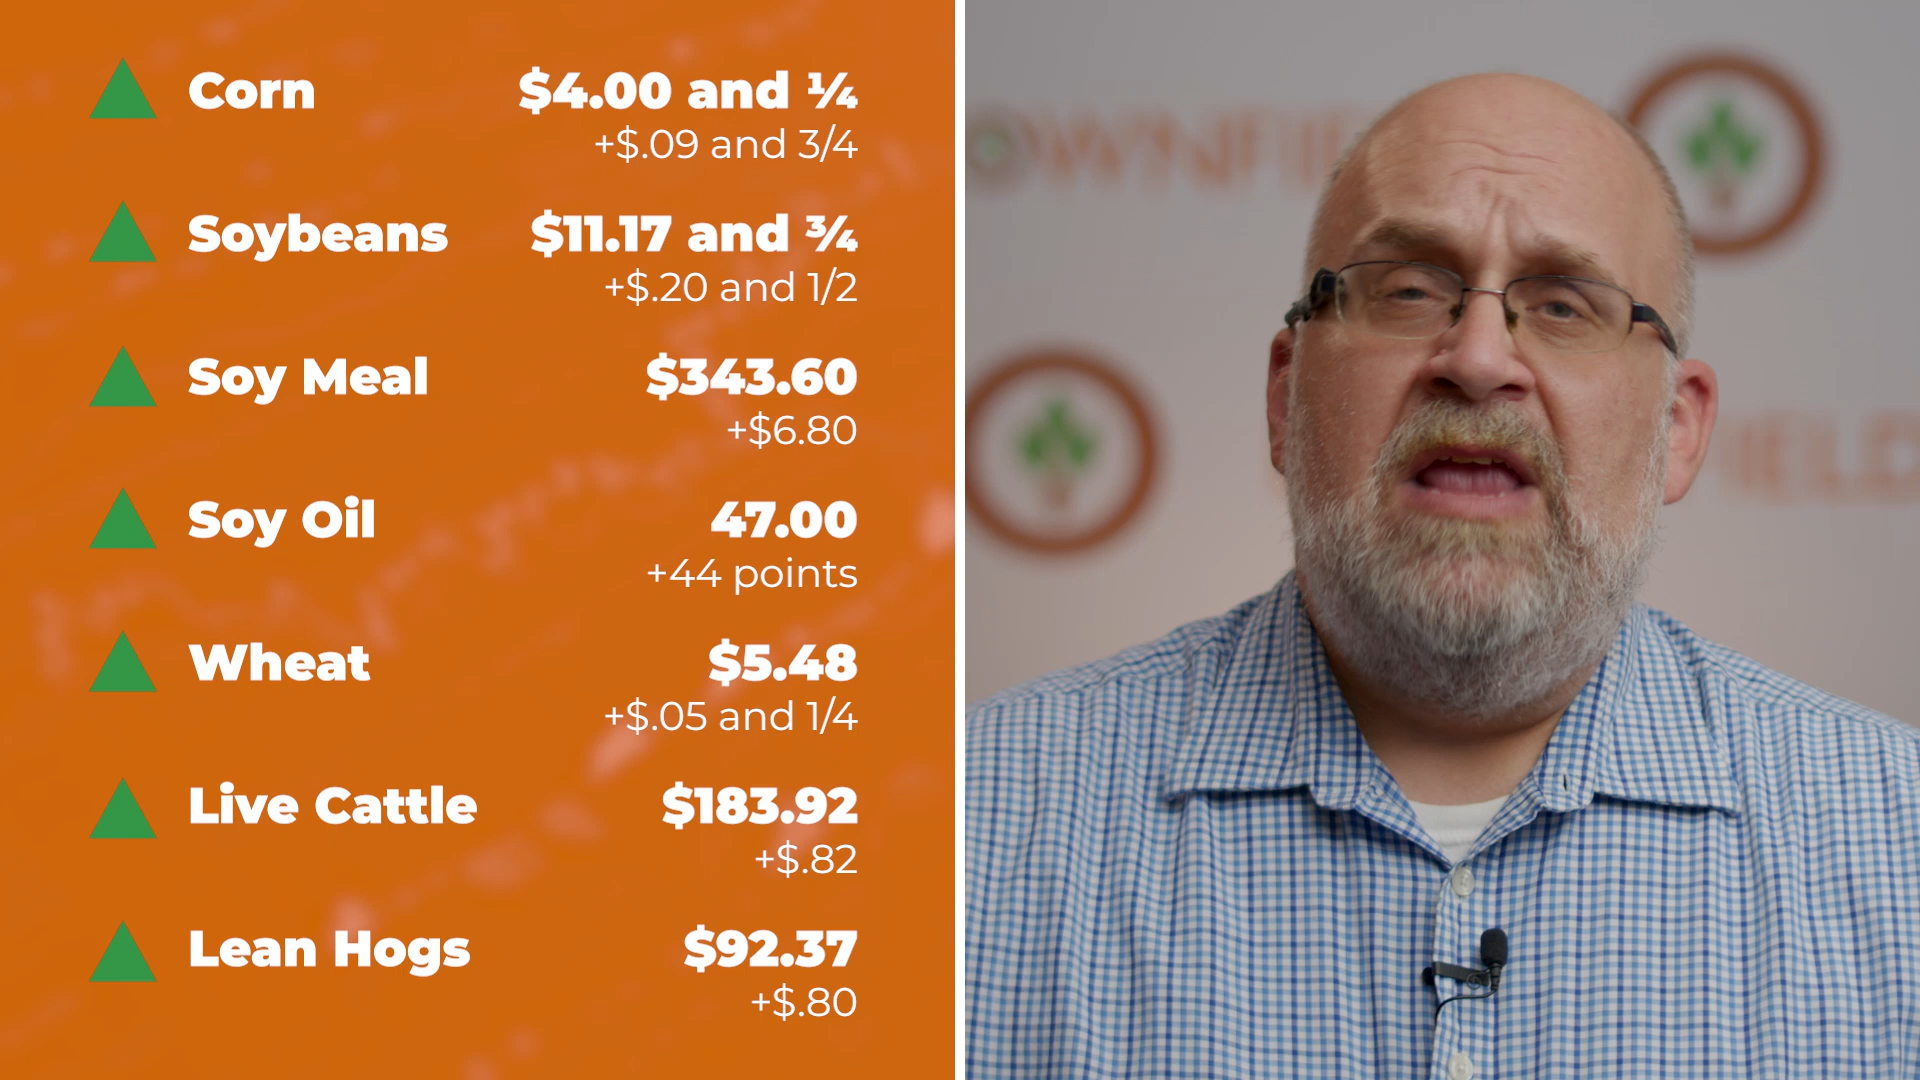 Corn $4.00 and ¼
+$.09 and 3/4
Soybeans $11.17 and ¾
+$.20 and 1/2
Soy Meal $343.60
+$6.80
Soy Oil 47.00
+44 points
Wheat $5.48
+$.05 and 1/4
Live Cattle $183.92
+$.82
Lean Hogs $92.37
+$.80